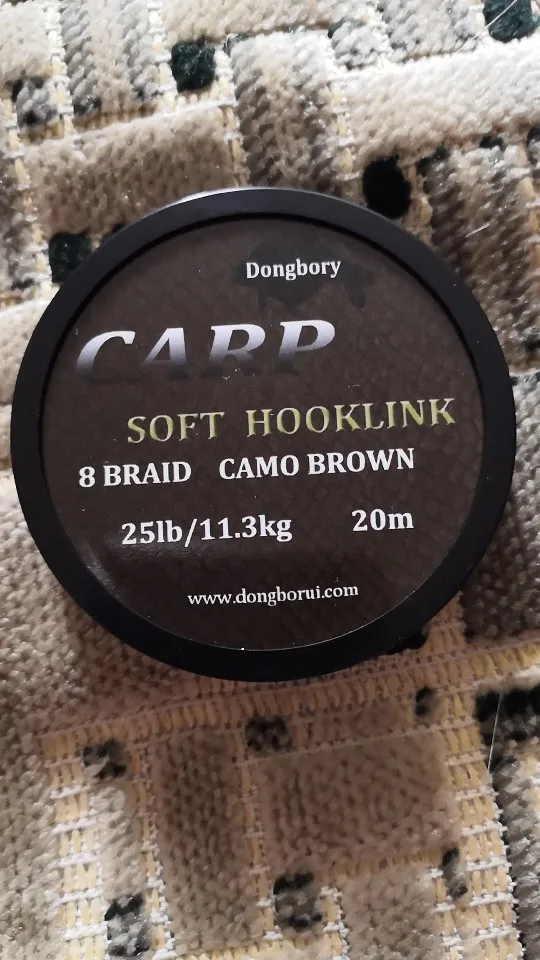 Dongbory
CARP
SOFT HOOKLINK
8 BRAID CAMO BROWN
25lb/11.3kg 20m
www.dongborui.com